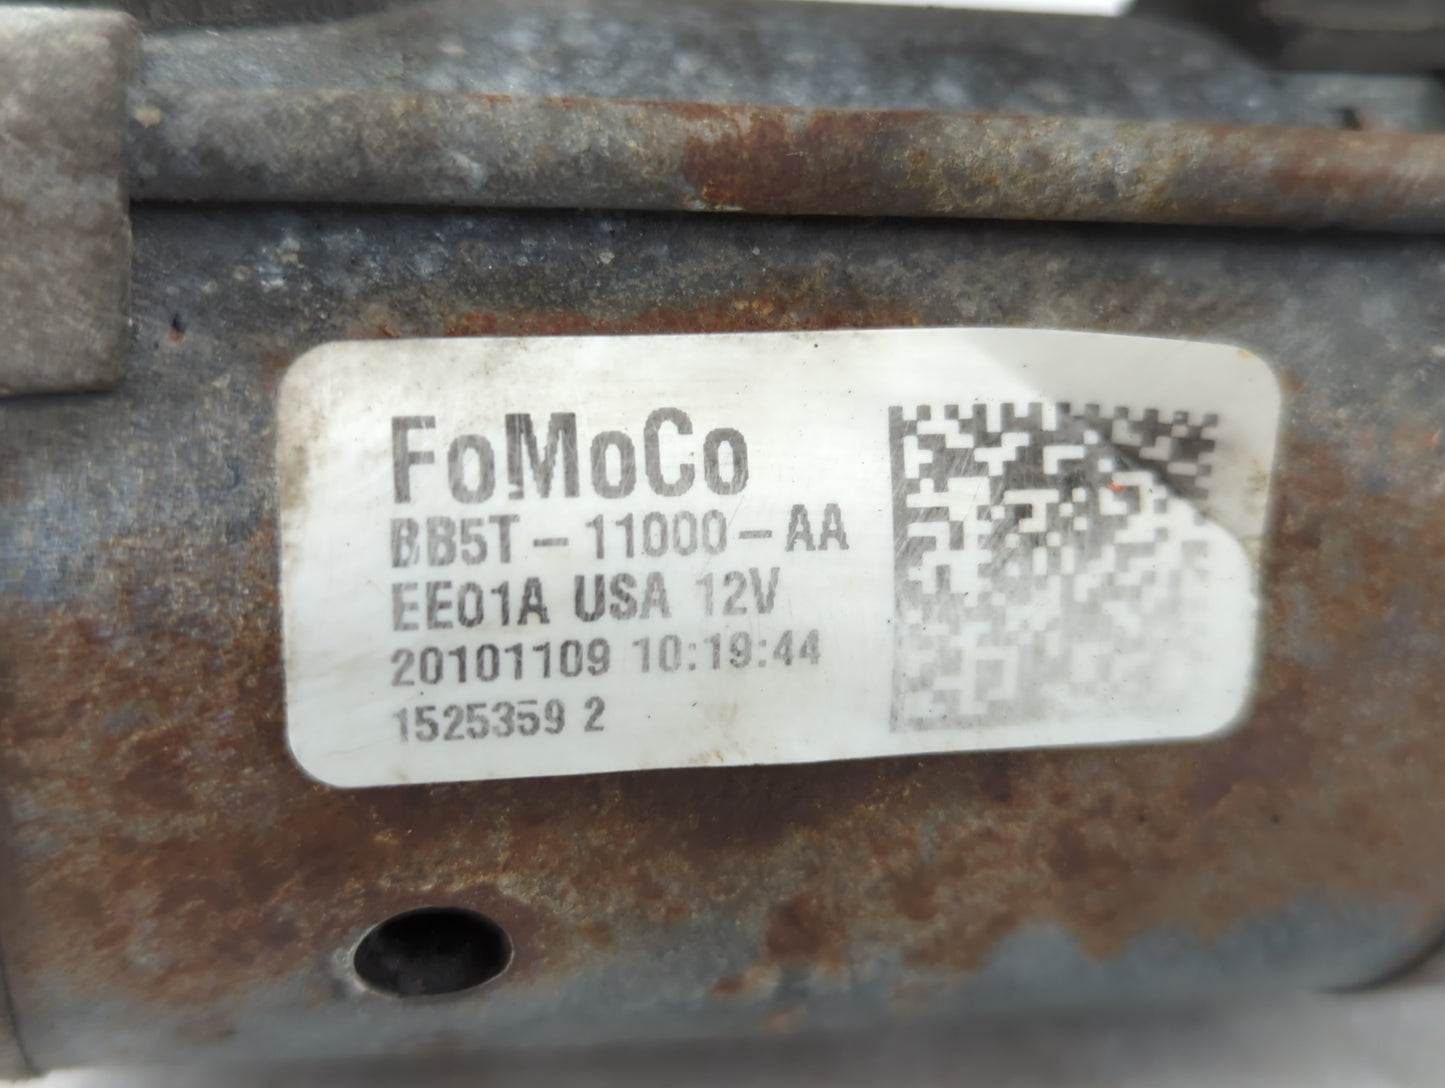 FoMoCo
BB5T-11000-AA
EE01A USA 12V
20101109 10:19:44
1525359 2